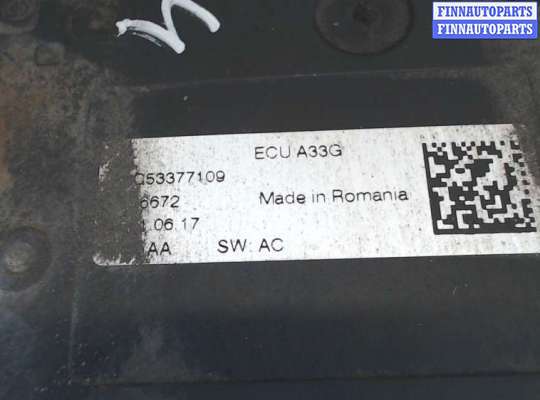 FINNAUTOPARTS
FINNAUTOPARTS
ECU A33G
53377109
6672 Made in Romania
.06.17
AA SW: AC